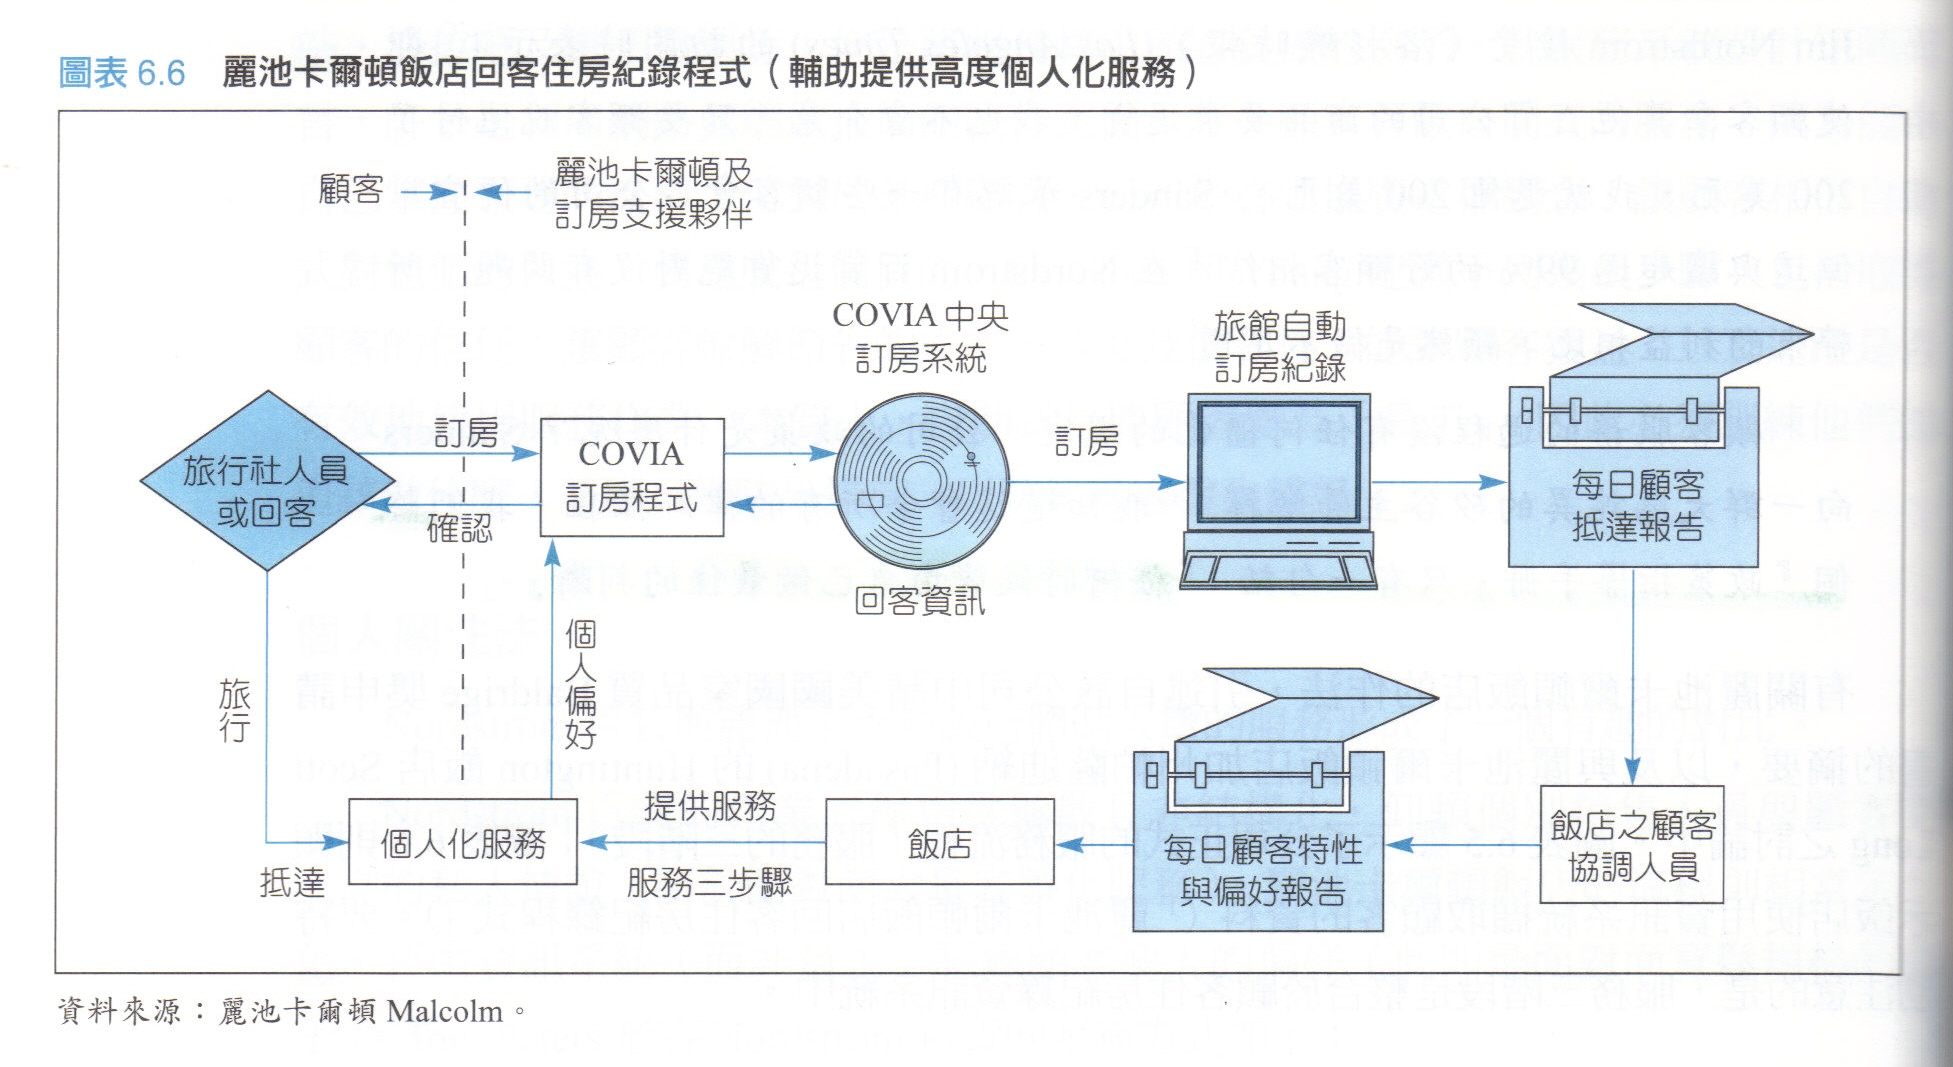 圖表 6.6 麗池卡爾頓飯店回客住房紀錄程式（輔助提供高度個人化服務）
顧客
麗池卡爾頓及
訂房支援夥伴
COVIA 中央
訂房系統
旅館自動
訂房紀錄
旅行社人員
或回客
訂房
確認
COVIA
訂房程式
回客資訊
訂房
每日顧客
抵達報告
旅行
個人偏好
抵達
個人化服務
提供服務
服務三步驟
飯店
每日顧客特性
與偏好報告
飯店之顧客
協調人員
資料來源：麗池卡爾頓 Malcolm。